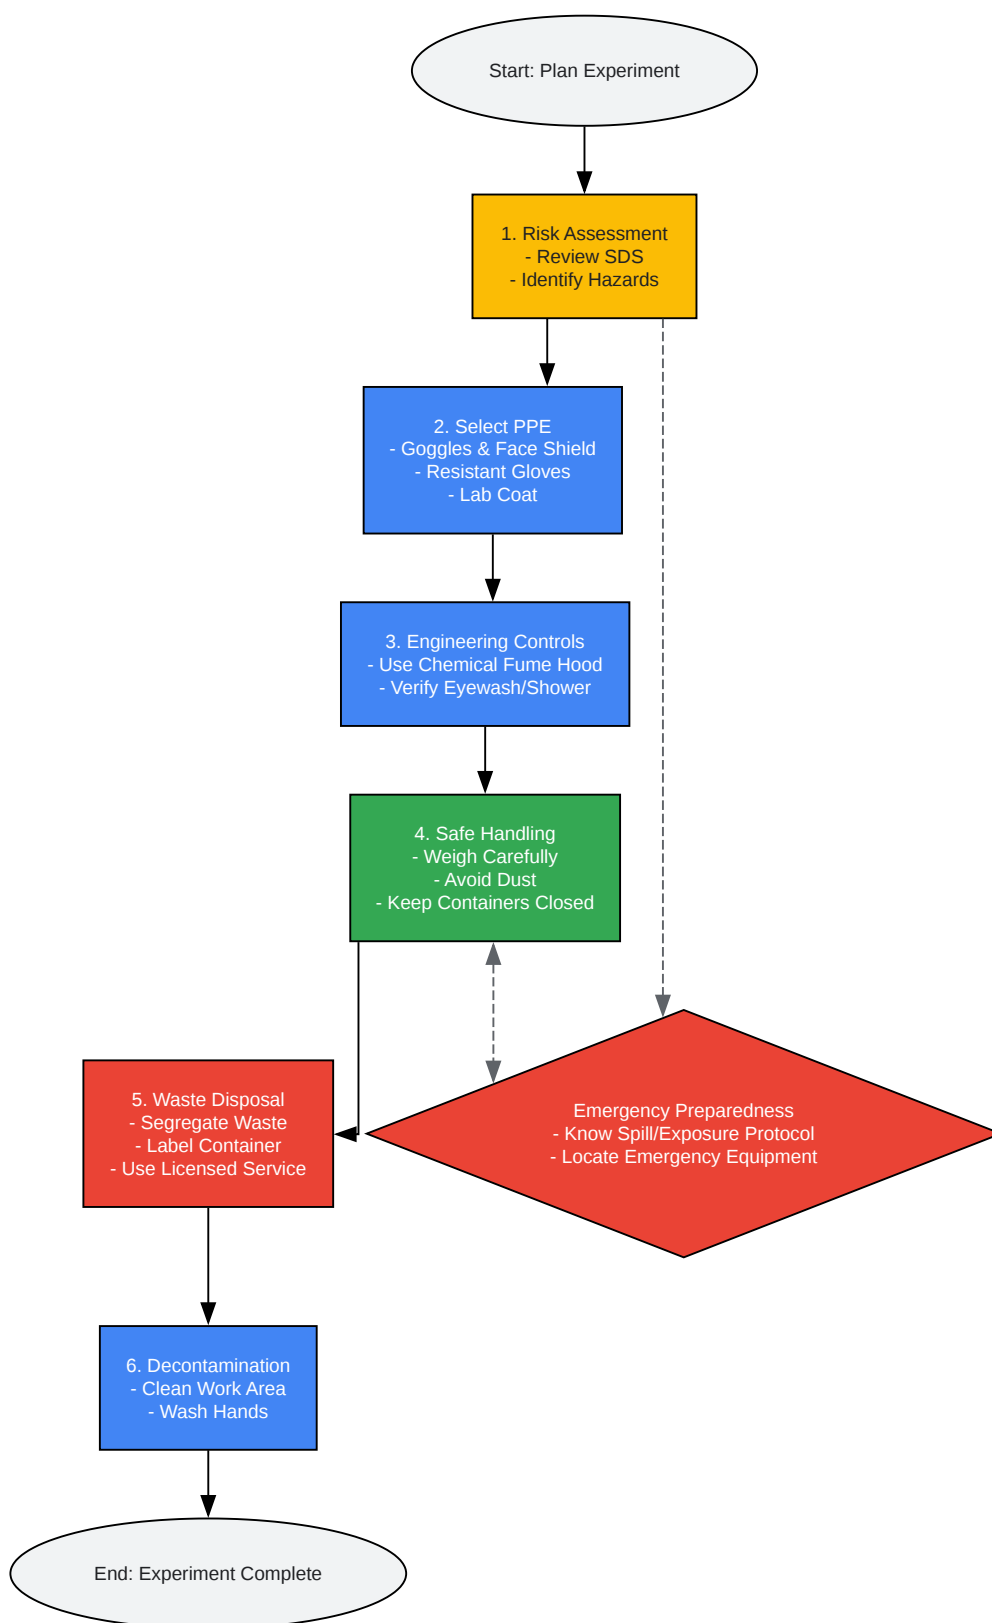 Start: Plan Experiment
1. Risk Assessment
- Review SDS
- Identify Hazards
2. Select PPE
- Goggles & Face Shield
- Resistant Gloves
- Lab Coat
3. Engineering Controls
- Use Chemical Fume Hood
- Verify Eyewash/Shower
4. Safe Handling
- Weigh Carefully
- Avoid Dust
- Keep Containers Closed
5. Waste Disposal
- Segregate Waste
- Label Container
- Use Licensed Service
Emergency Preparedness
- Know Spill/Exposure Protocol
- Locate Emergency Equipment
6. Decontamination
- Clean Work Area
- Wash Hands
End: Experiment Complete